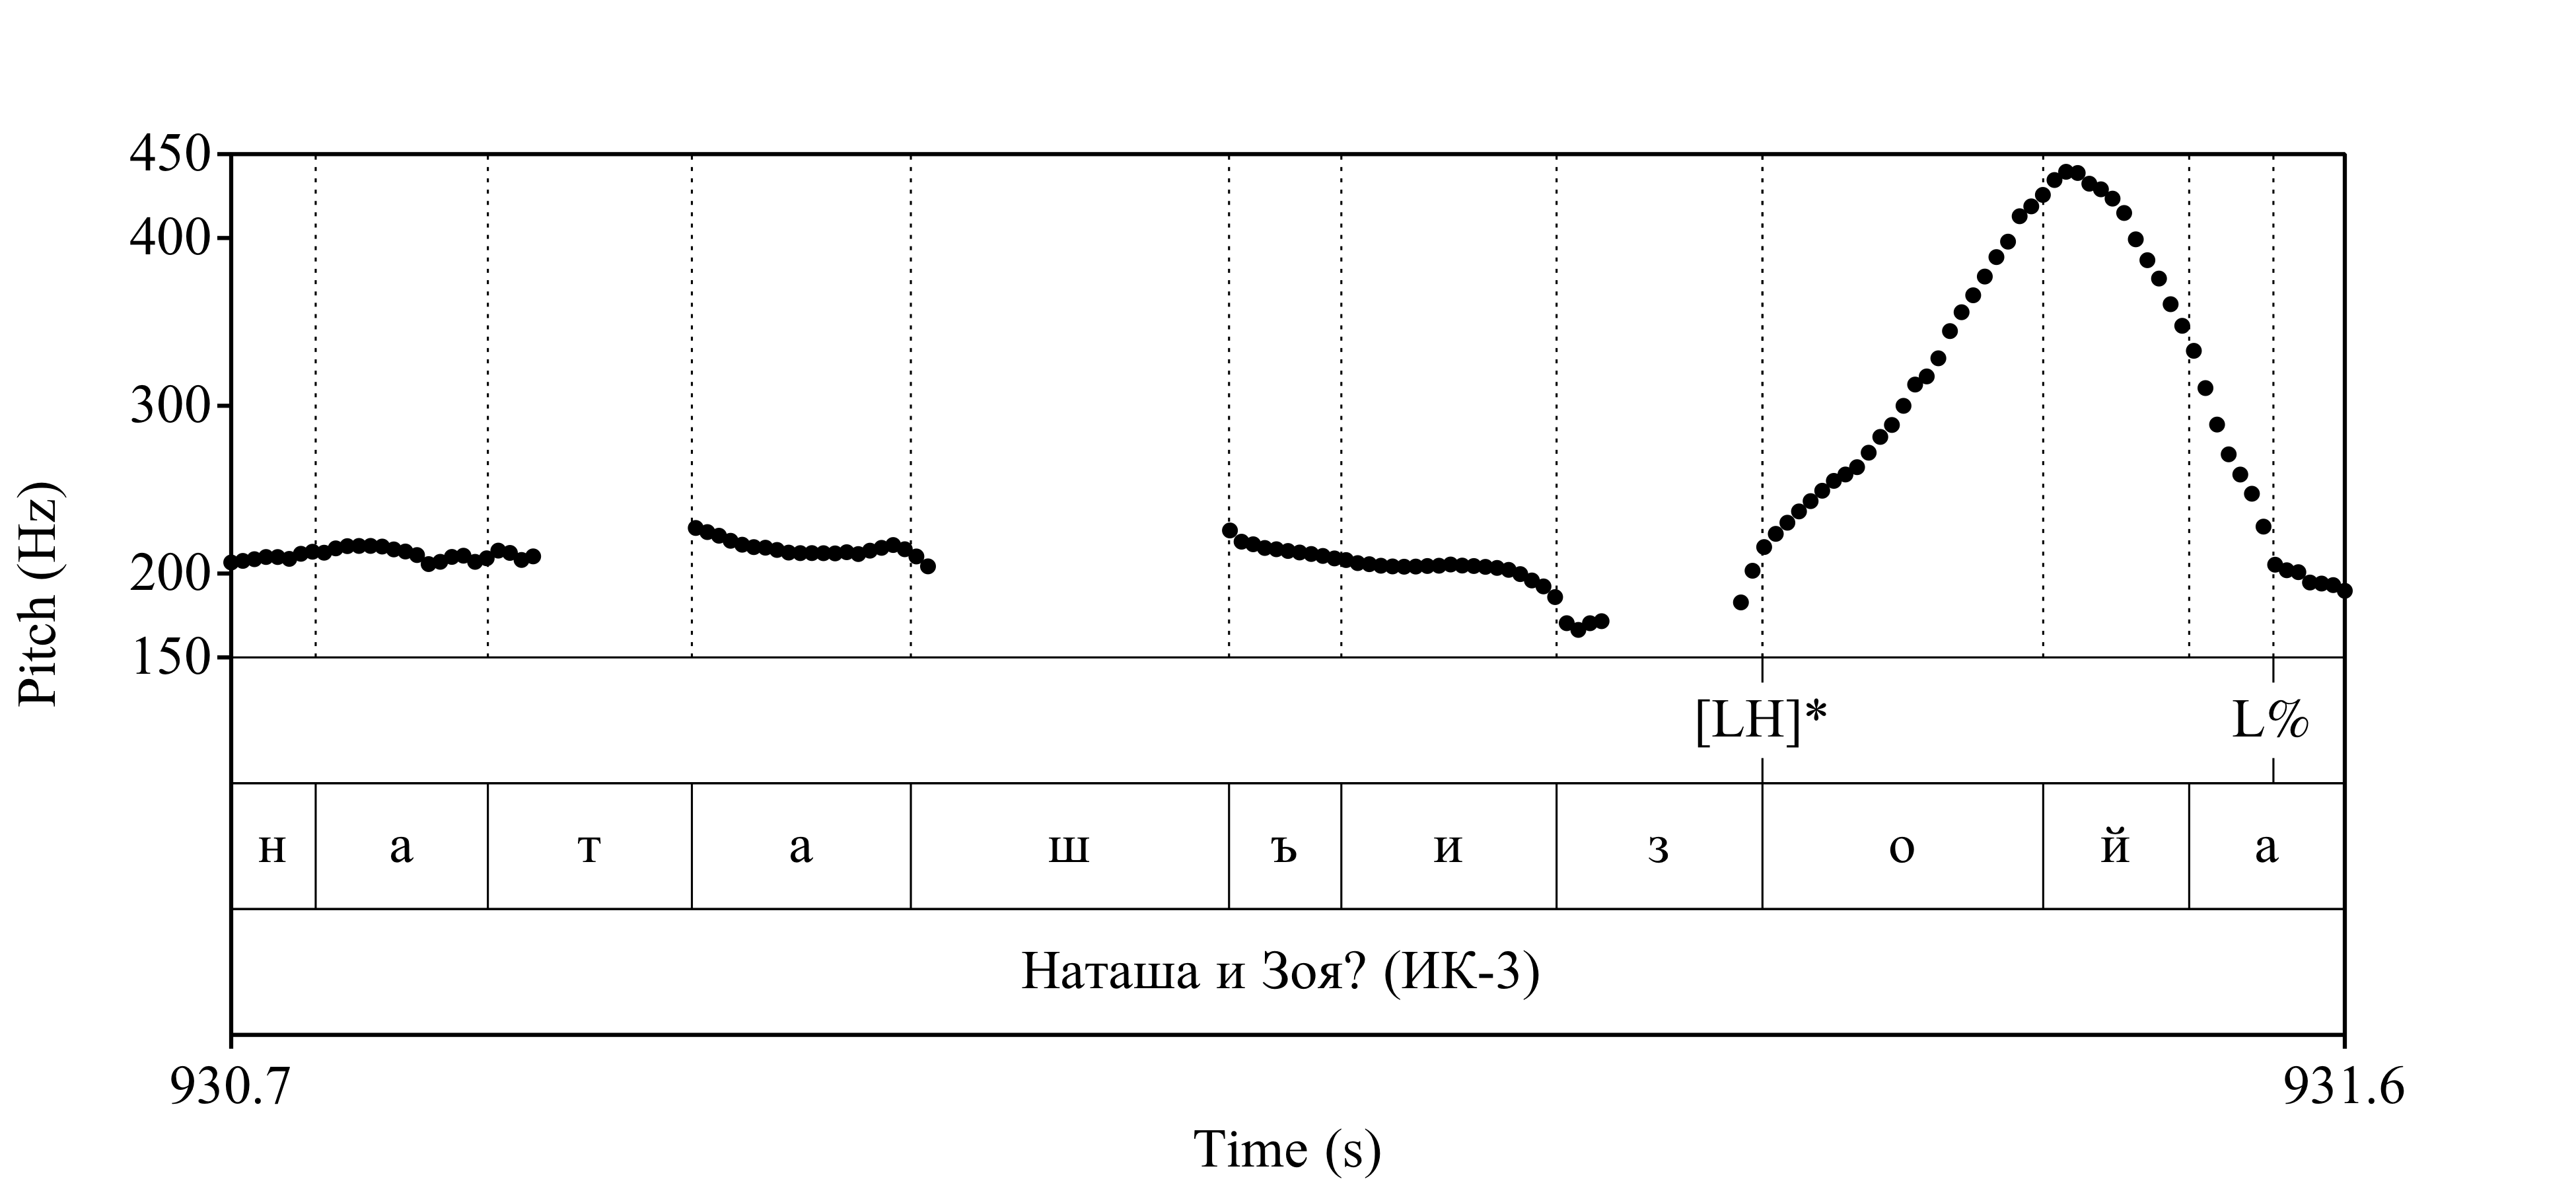 450
400
300
200
150
Pitch (Hz)
[LH]* L%
н а т а ш ъ и з о й а
Наташа и Зоя? (ИК-3)
930.7 931.6
Time (s)